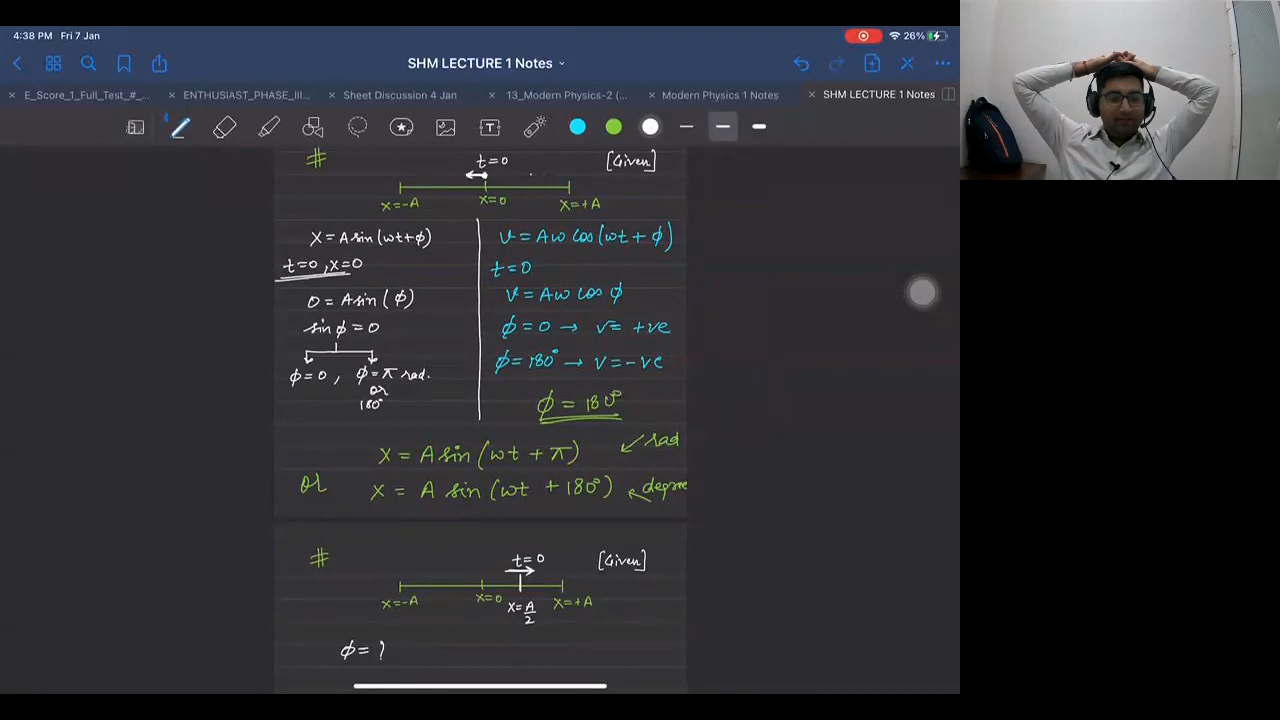 4:38 PM Fri 7 Jan
26%
SHM LECTURE 1 Notes
E_Score_1_Full_Test_#_...
ENTHUSIAST_PHASE_III...
Sheet Discussion 4 Jan
13_Modern Physics-2 (...
Modern Physics 1 Notes
SHM LECTURE 1 Notes
# t=0 [Given]
x=-A x=0 x=+A
x = A sin(ωt+ϕ)
t=0, x=0
0 = A sin(ϕ)
sin ϕ = 0
ϕ=0, ϕ=π rad.
or
180°
v = Aω cos(ωt + ϕ)
t=0
v = Aω cos ϕ
ϕ = 0 → v = +ve
ϕ = 180° → v = -ve
ϕ = 180°
x = A sin(ωt + π) ↙ rad
or x = A sin (ωt + 180°) ↖ degree
# t=0 [Given]
x=-A x=0 x=A/2 x=+A
ϕ = ?